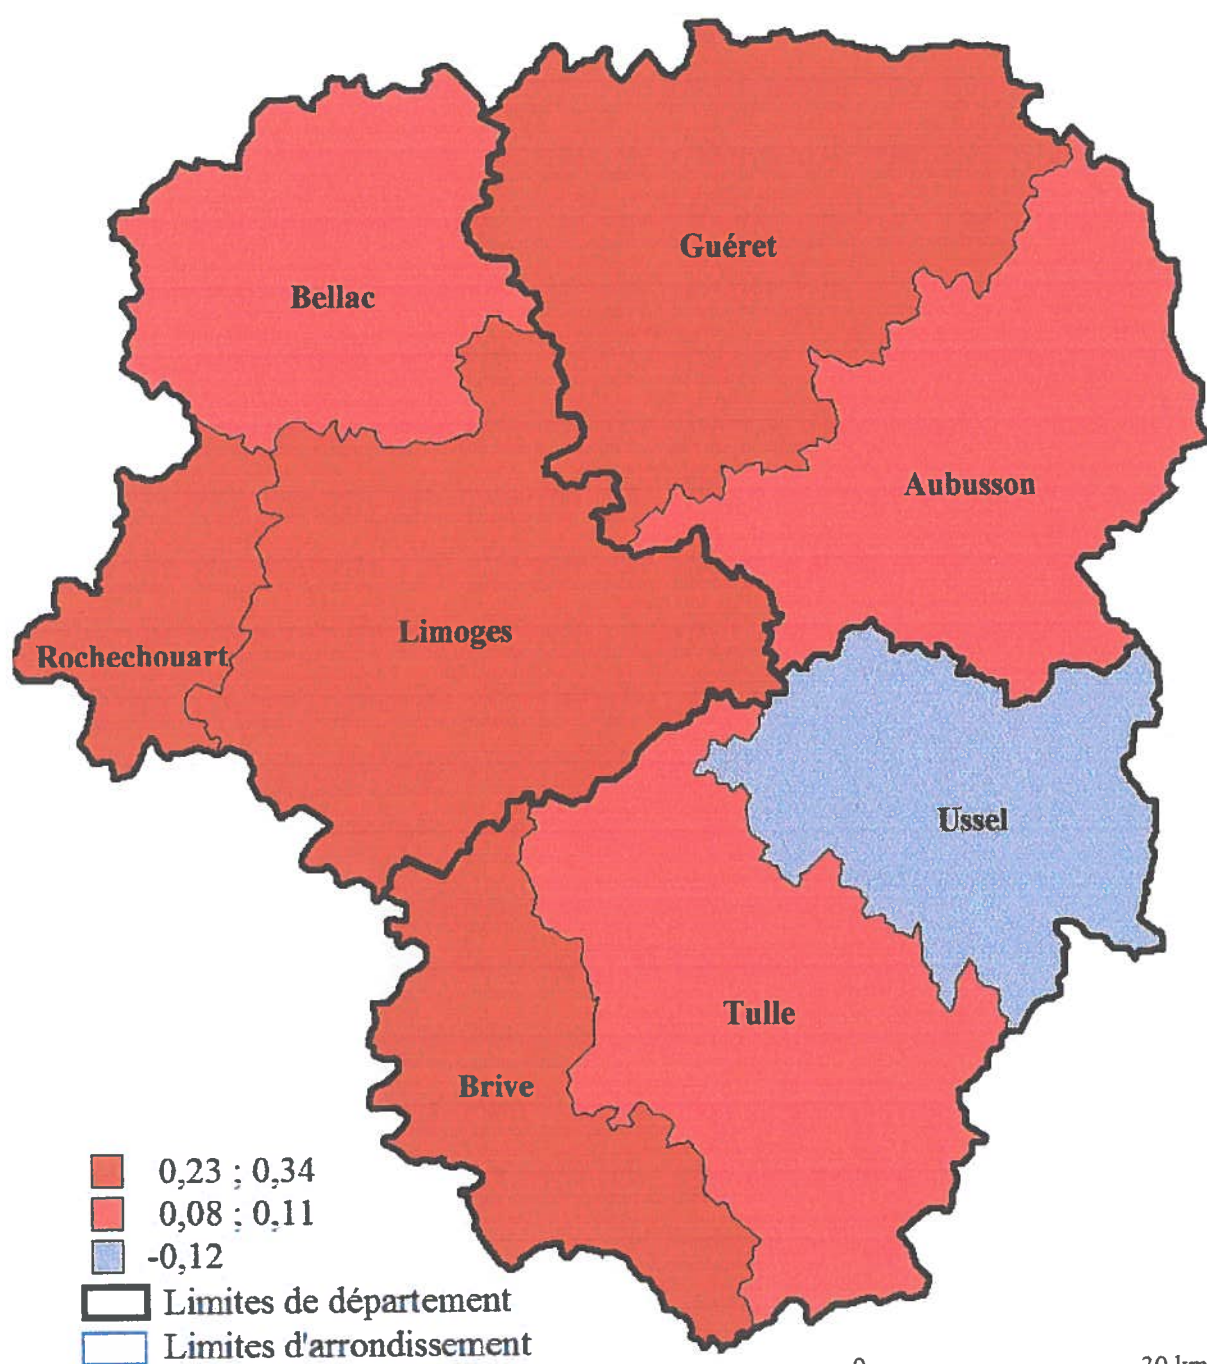 Guéret
Bellac
Aubusson
Limoges
Rochechouart
Ussel
Tulle
Brive
0,23 ; 0,34
0,08 ; 0,11
-0,12
Limites de département
Limites d'arrondissement
0 20 km